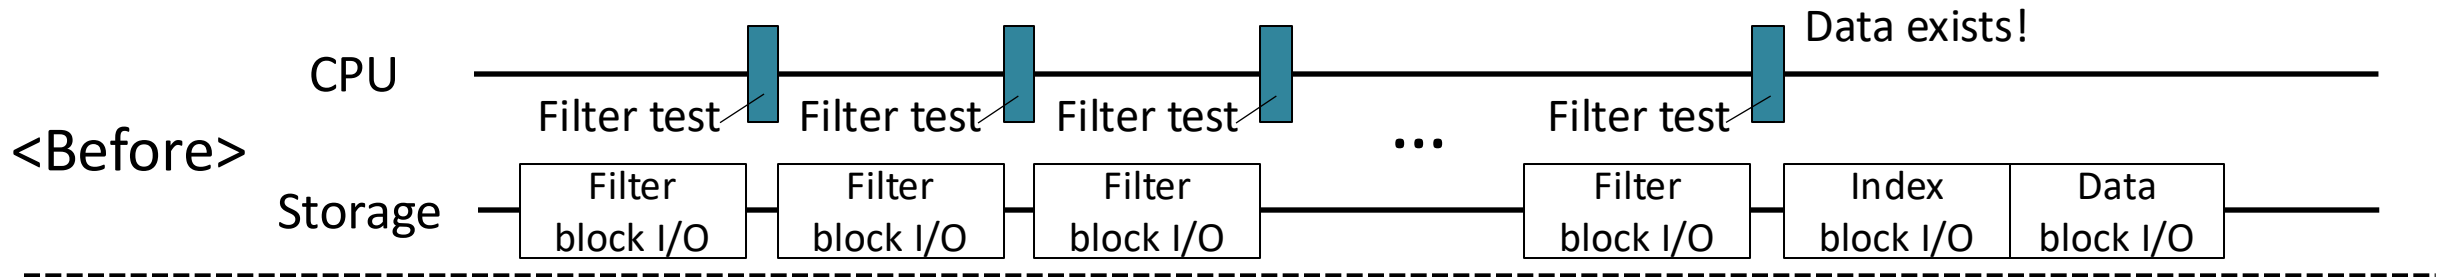 Data exists!
CPU
Filter test
Filter test
Filter test
...
Filter test
<Before>
Storage
Filter
block I/O
Filter
block I/O
Filter
block I/O
Filter
block I/O
Index
block I/O
Data
block I/O